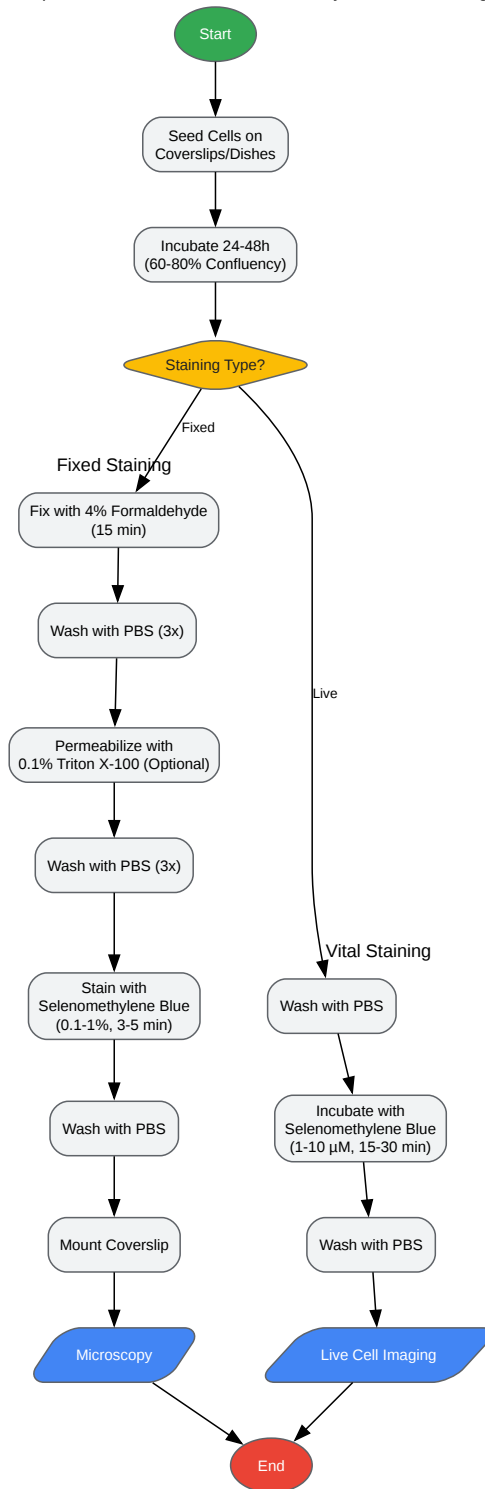 Start
Seed Cells on
Coverslips/Dishes
Incubate 24-48h
(60-80% Confluency)
Staining Type?
Fixed
Fixed Staining
Fix with 4% Formaldehyde
(15 min)
Wash with PBS (3x)
Permeabilize with
0.1% Triton X-100 (Optional)
Wash with PBS (3x)
Stain with
Selenomethylene Blue
(0.1-1%, 3-5 min)
Wash with PBS
Mount Coverslip
Microscopy
Live
Vital Staining
Wash with PBS
Incubate with
Selenomethylene Blue
(1-10 µM, 15-30 min)
Wash with PBS
Live Cell Imaging
End